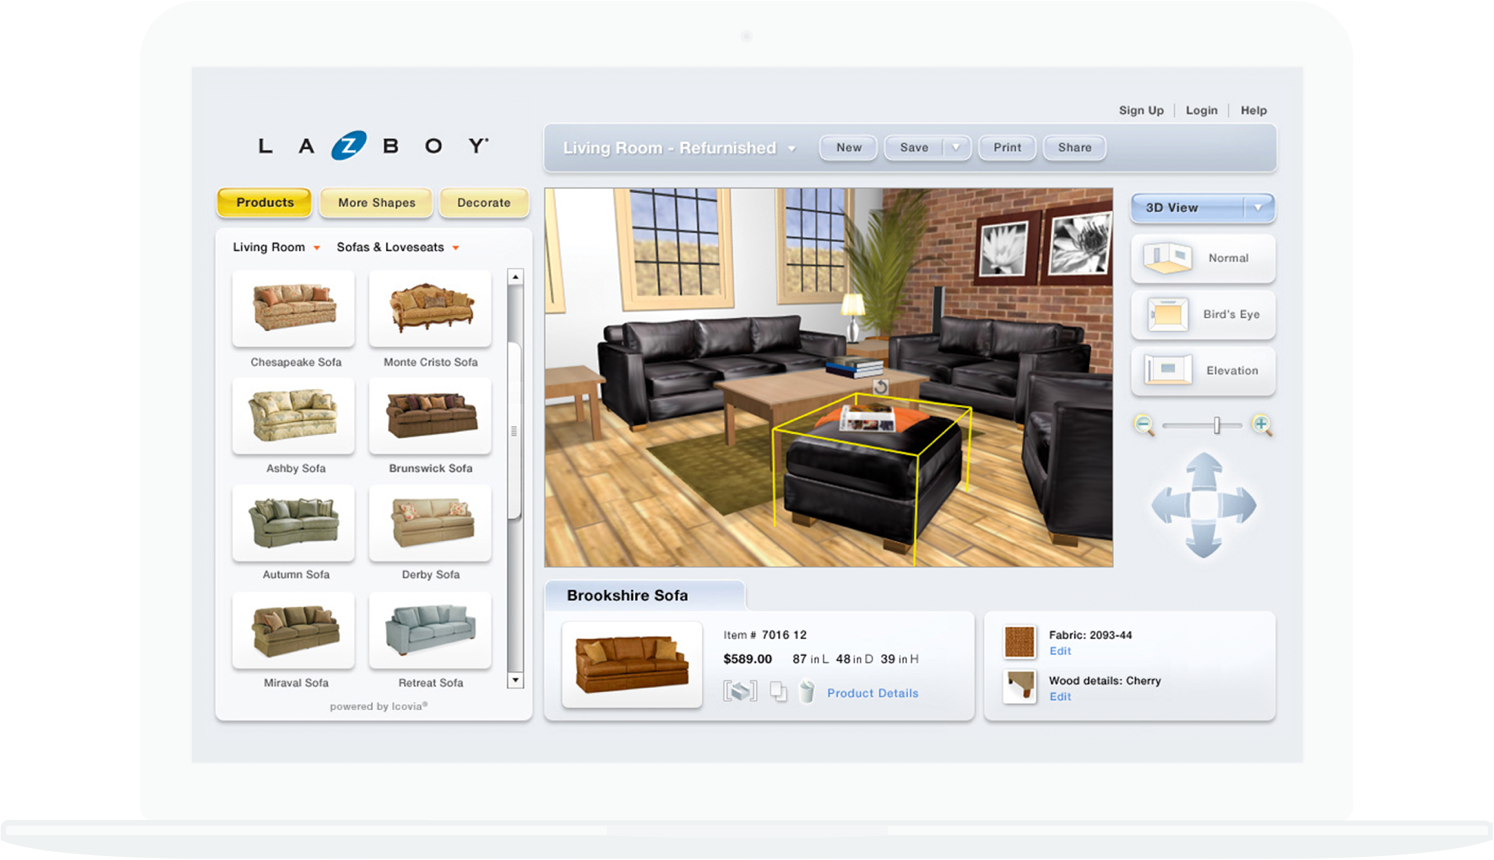 Sign Up Login Help
LAZBOY
Living Room - Refurnished
New Save Print Share
Products More Shapes Decorate
Living Room Sofas & Loveseats
Chesapeake Sofa Monte Cristo Sofa
Ashby Sofa Brunswick Sofa
Autumn Sofa Derby Sofa
Miraval Sofa Retreat Sofa
powered by Icovia®
3D View
Normal
Bird's Eye
Elevation
Brookshire Sofa
Item # 7016 12
$589.00 87 in L 48 in D 39 in H
Product Details
Fabric: 2093-44
Edit
Wood details: Cherry
Edit